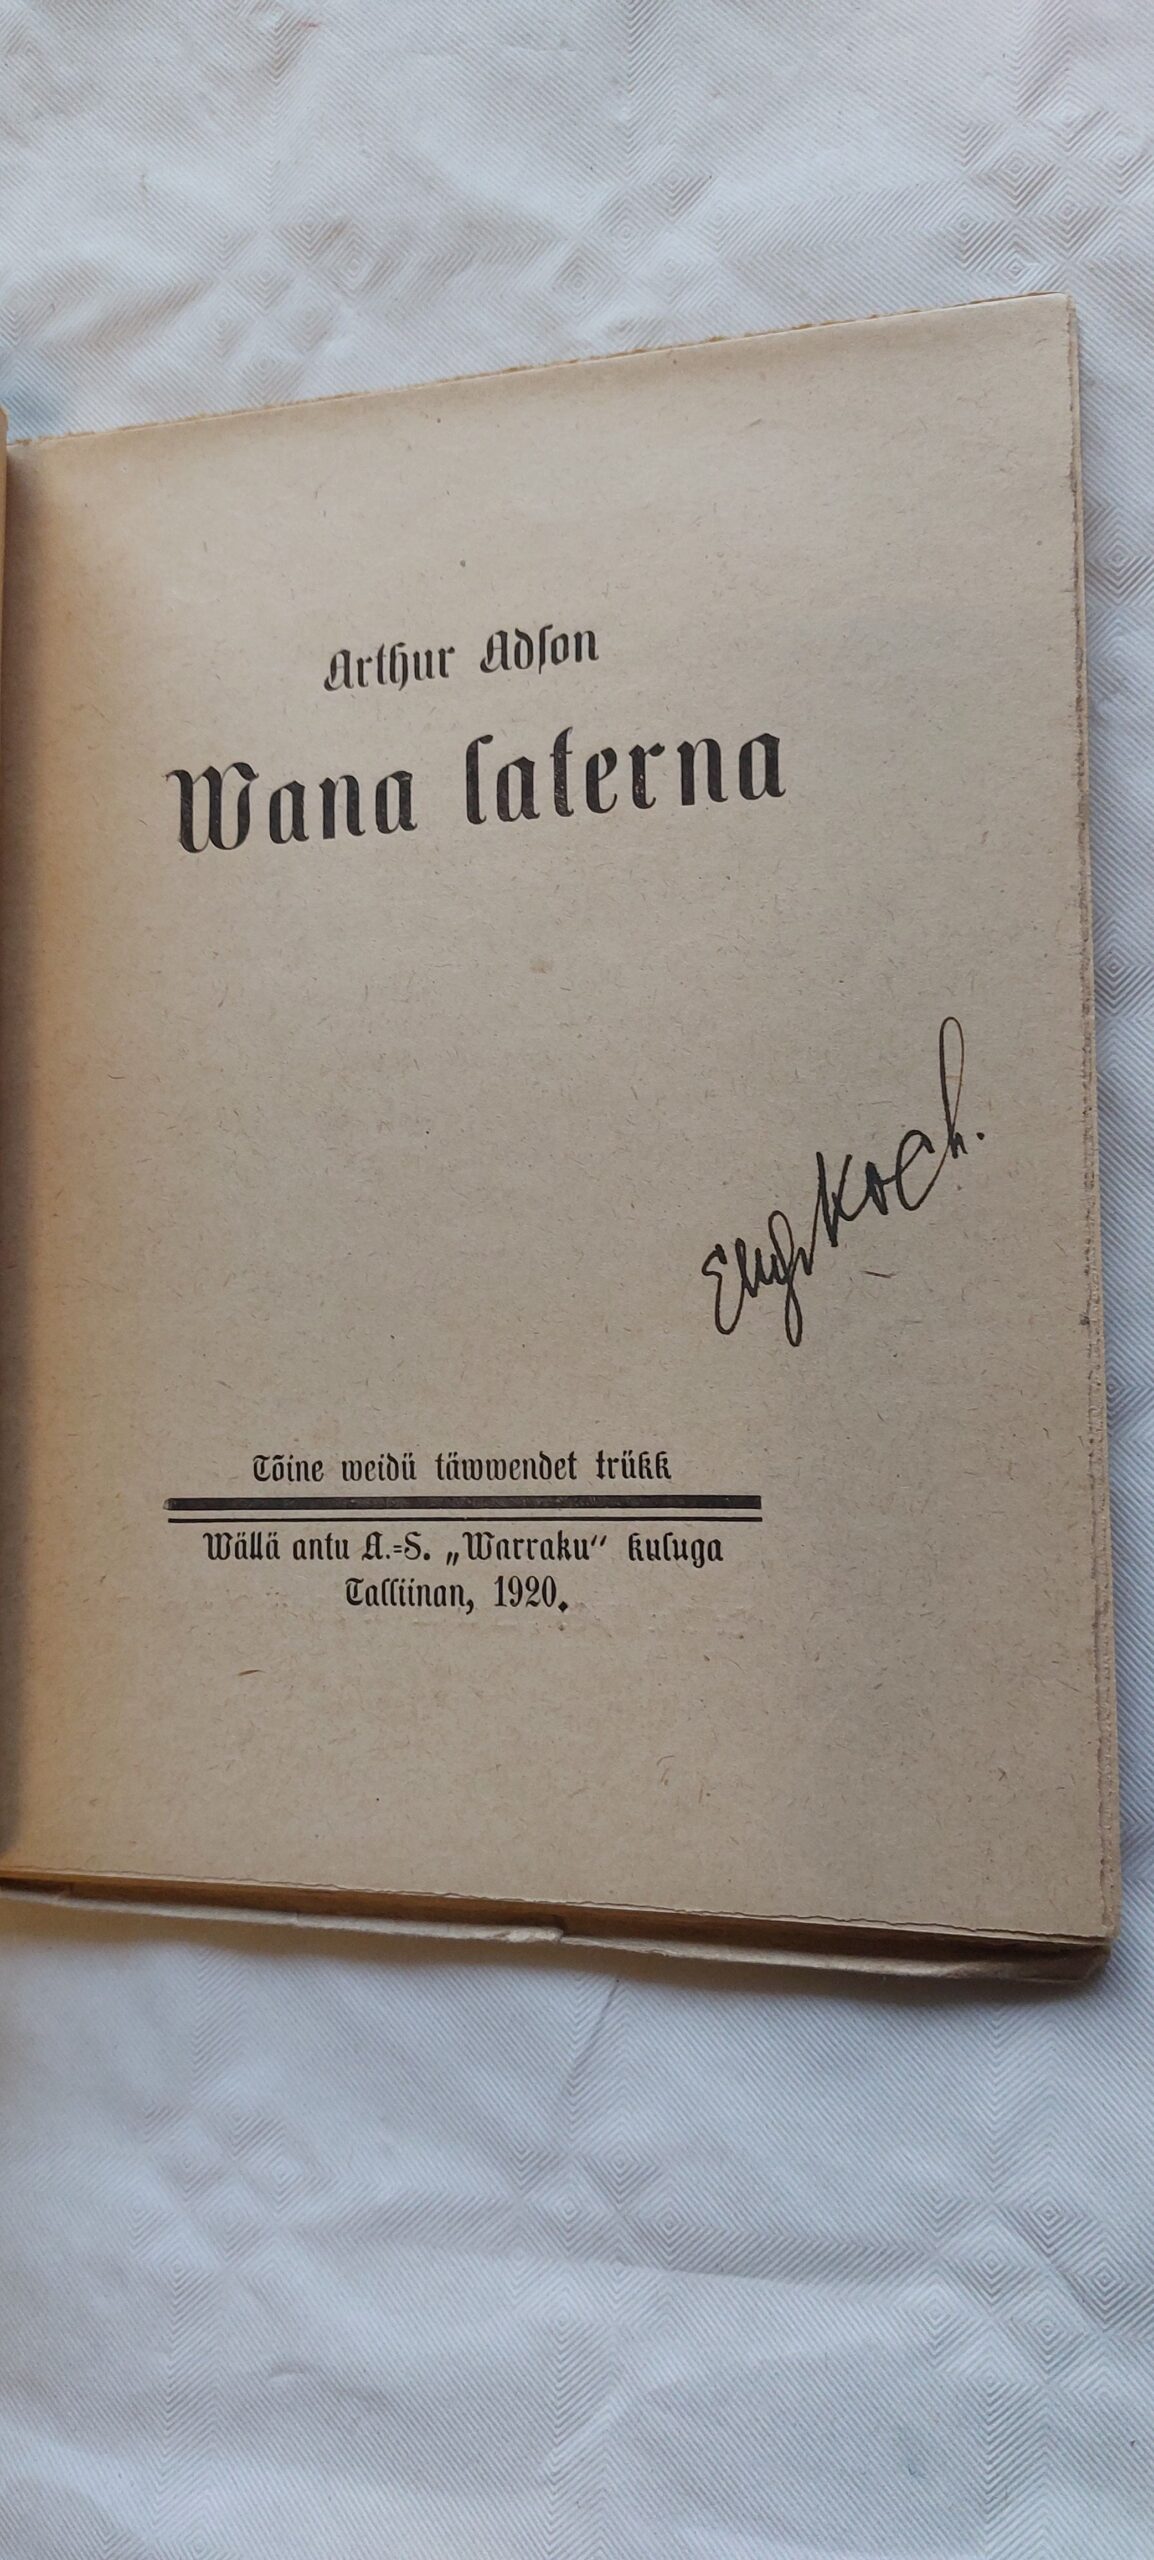 Arthur Adſon
Wana laterna
Koch.
Tõine weidü täwwendet trükk
Wällä antu A.=S. „Warraku“ kuluga
Talliinan, 1920.